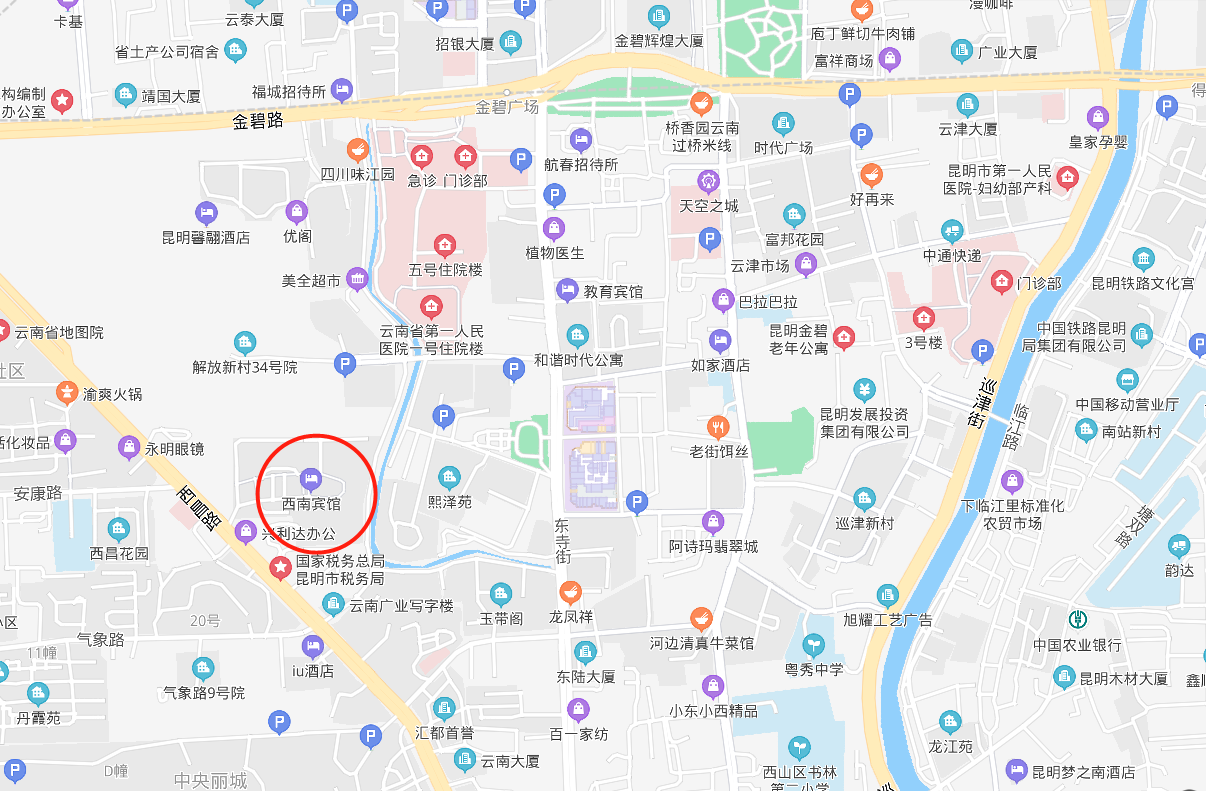 卡基
云泰大厦
漫咖啡
省土产公司宿舍
招银大厦
金碧辉煌大厦
庖丁鲜切牛肉铺
富祥商场
广业大厦
构编制
办公室
靖国大厦
福城招待所
金碧广场
金碧路
桥香园云南
过桥米线
时代广场
云津大厦
皇家孕婴
得
四川味江园
急诊
门诊部
航春招待所
昆明市第一人民
医院-妇幼部产科
好再来
天空之城
昆明馨翮酒店
优阁
植物医生
富邦花园
中通快递
五号住院楼
云津市场
美全超市
教育宾馆
巴拉巴拉
门诊部
昆明铁路文化宫
云南省地图院
云南省第一人民
医院一号住院楼
和谐时代公寓
昆明金碧
老年公寓
3号楼
中国铁路昆明
局集团有限公司
解放新村34号院
如家酒店
社区
渝爽火锅
巡津街
临江路
中国移动营业厅
昆明发展投资
集团有限公司
南站新村
活化妆品
永明眼镜
老街饵丝
安康路
西昌路
西南宾馆
熙泽苑
巡津新村
下临江里标准化
农贸市场
塘双路
西昌花园
兴利达办公
东寺街
阿诗玛翡翠城
国家税务总局
昆明市税务局
韵达
云南广业写字楼
玉带阁
龙凤祥
旭耀工艺广告
20号
小区
气象路
河边清真牛菜馆
中国农业银行
11幢
iu酒店
东陆大厦
粤秀中学
气象路9号院
昆明木材大厦
鑫顺
丹霞苑
小东小西精品
汇都首誉
百一家纺
龙江苑
云南大厦
D幢
中央丽城
西山区书林
第二小学
昆明梦之南酒店